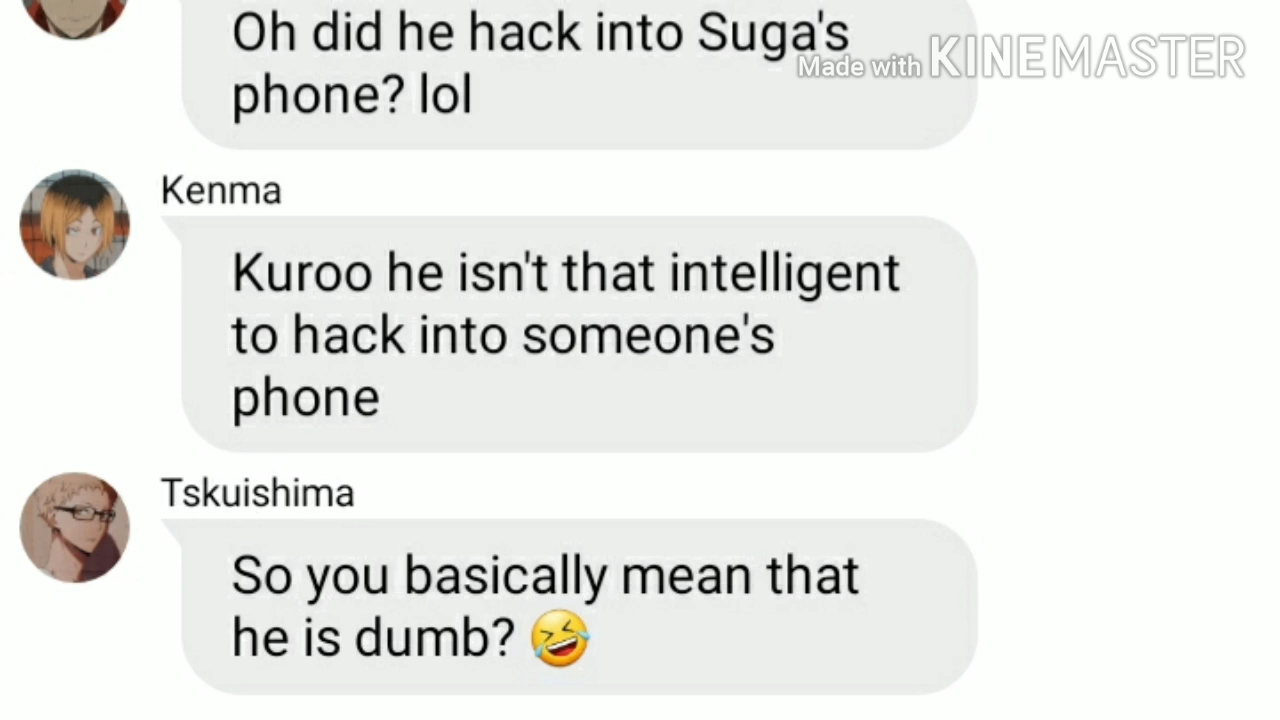 Oh did he hack into Suga's
phone? lol
Made with KINEMASTER
Kenma
Kuroo he isn't that intelligent
to hack into someone's
phone
Tskuishima
So you basically mean that
he is dumb? 🤣